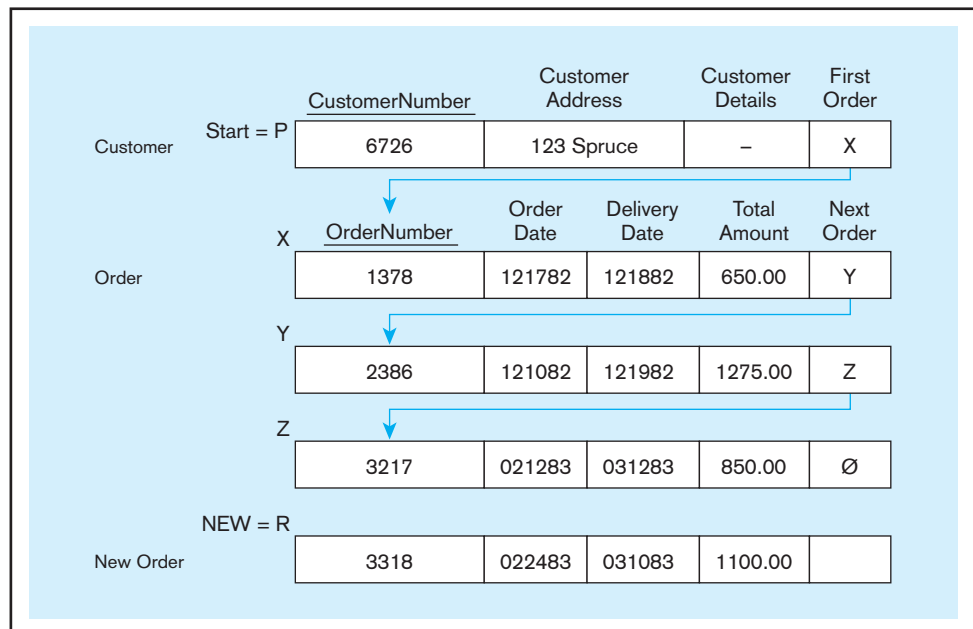 Customer Customer First
CustomerNumber Address Details Order
Start = P
Customer 6726 123 Spruce – X
Order Delivery Total Next
X OrderNumber Date Date Amount Order
Order 1378 121782 121882 650.00 Y
Y
2386 121082 121982 1275.00 Z
Z
3217 021283 031283 850.00 Ø
NEW = R
New Order 3318 022483 031083 1100.00